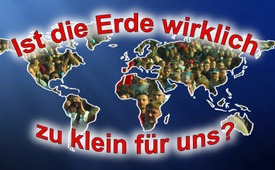 Ist die Erde wirklich
zu klein für uns?